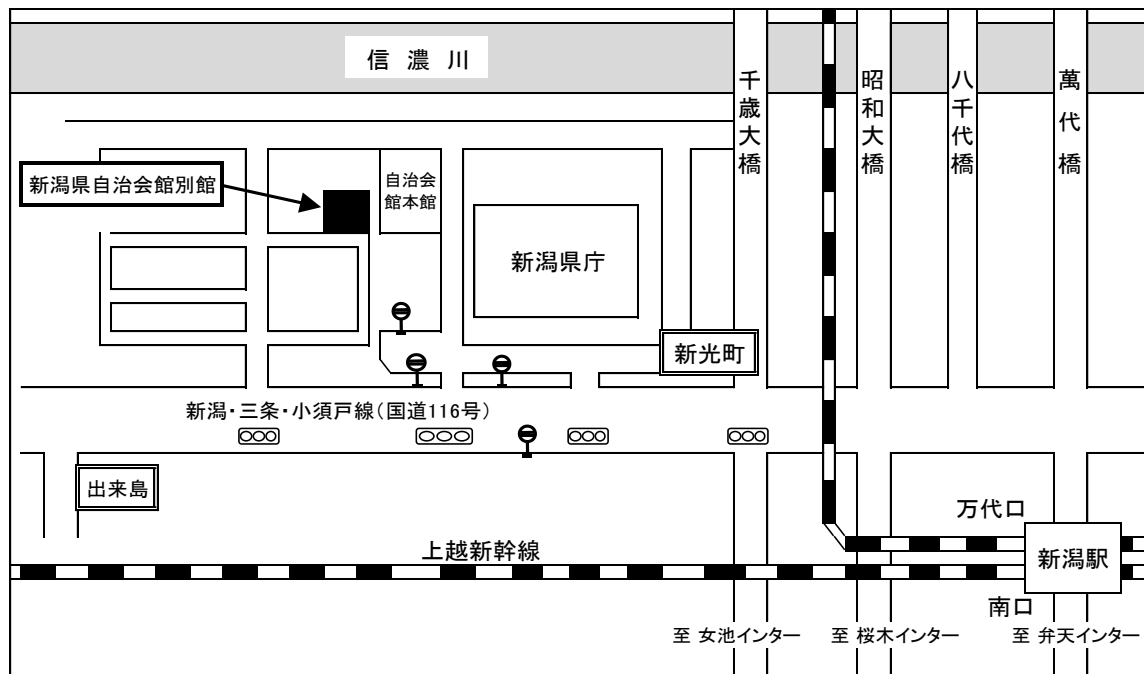 信濃川
千歳大橋
昭和大橋
八千代橋
萬代橋
新潟県自治会館別館
自治会
館本館
新潟県庁
新光町
新潟・三条・小須戸線(国道116号)
出来島
万代口
上越新幹線
新潟駅
南口
至 女池インター
至 桜木インター
至 弁天インター